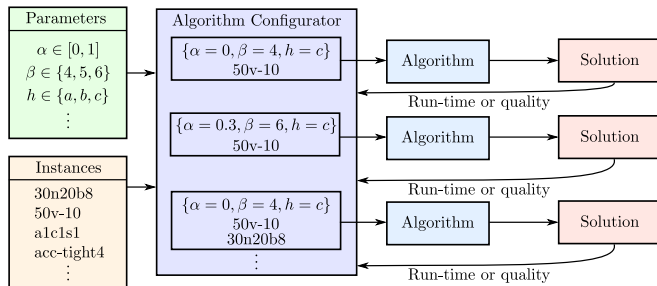 Parameters
α ∈ [0, 1]
β ∈ {4, 5, 6}
h ∈ {a, b, c}
⋮
Instances
30n20b8
50v-10
a1c1s1
acc-tight4
⋮
Algorithm Configurator
{α = 0, β = 4, h = c}
50v-10
Algorithm
Solution
Run-time or quality
{α = 0.3, β = 6, h = c}
50v-10
Algorithm
Solution
Run-time or quality
{α = 0, β = 4, h = c}
50v-10
30n20b8
⋮
Algorithm
Solution
Run-time or quality